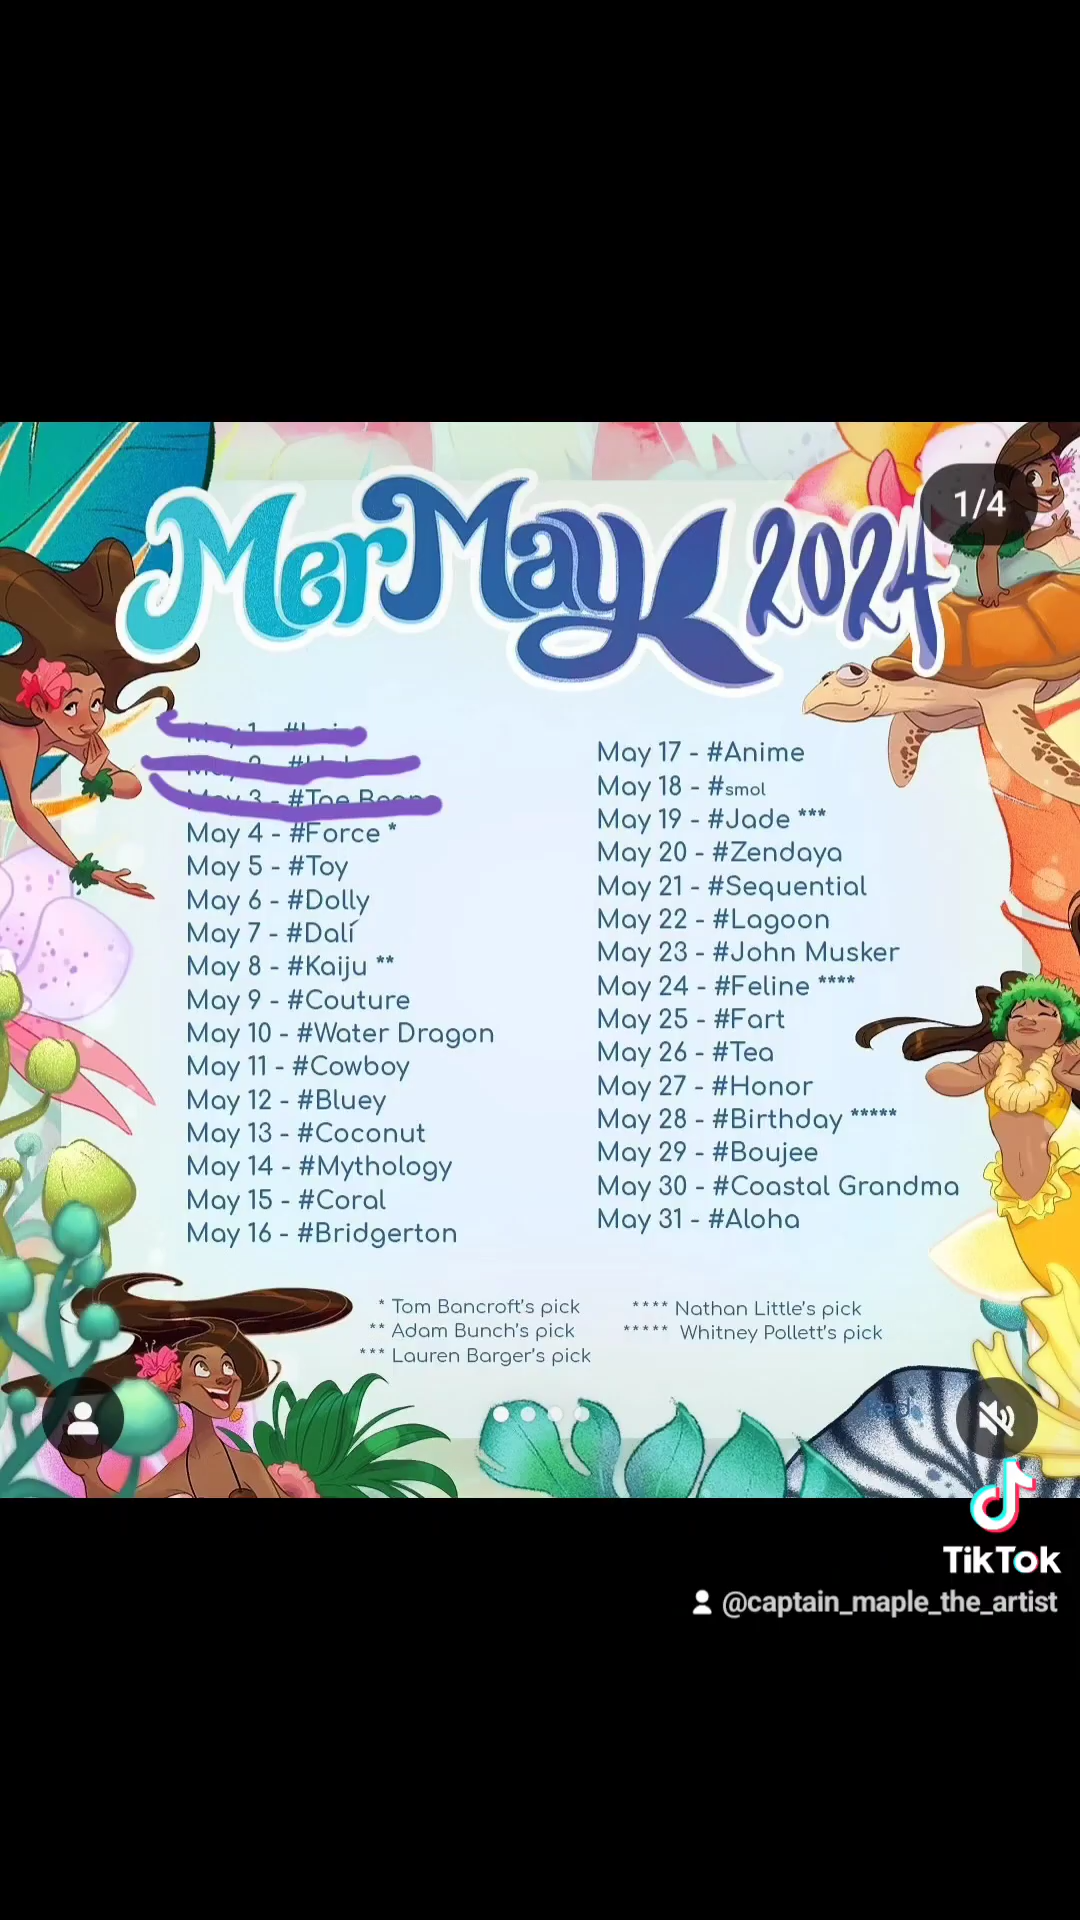 MerMay 2024
1/4
May 3 - #Toe Bean
May 4 - #Force *
May 5 - #Toy
May 6 - #Dolly
May 7 - #Dalí
May 8 - #Kaiju **
May 9 - #Couture
May 10 - #Water Dragon
May 11 - #Cowboy
May 12 - #Bluey
May 13 - #Coconut
May 14 - #Mythology
May 15 - #Coral
May 16 - #Bridgerton
May 17 - #Anime
May 18 - #smol
May 19 - #Jade ***
May 20 - #Zendaya
May 21 - #Sequential
May 22 - #Lagoon
May 23 - #John Musker
May 24 - #Feline ****
May 25 - #Fart
May 26 - #Tea
May 27 - #Honor
May 28 - #Birthday *****
May 29 - #Boujee
May 30 - #Coastal Grandma
May 31 - #Aloha
* Tom Bancroft's pick
** Adam Bunch's pick
*** Lauren Barger's pick
**** Nathan Little's pick
***** Whitney Pollett's pick
TikTok
@captain_maple_the_artist